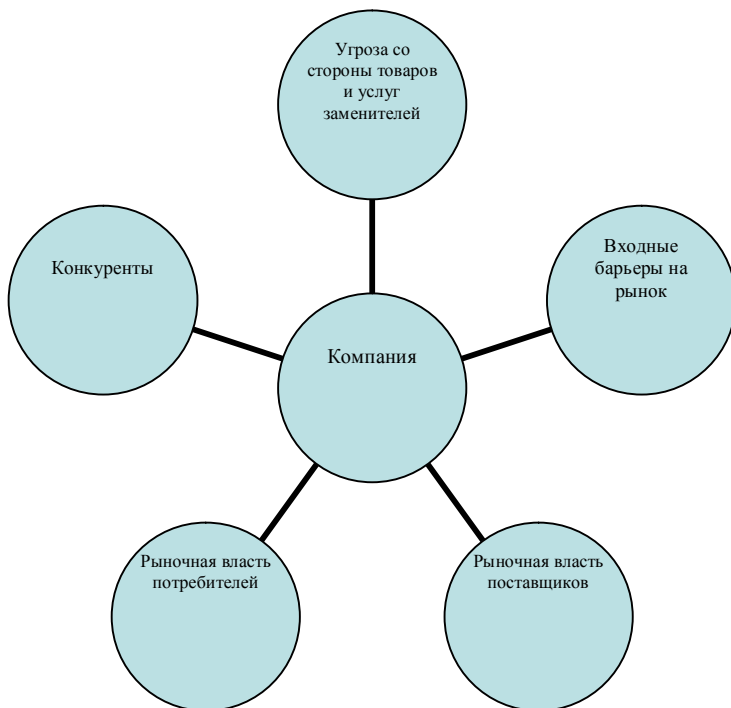 Угроза со
стороны товаров
и услуг
заменителей
Конкуренты
Входные
барьеры на
рынок
Компания
Рыночная власть
потребителей
Рыночная власть
поставщиков